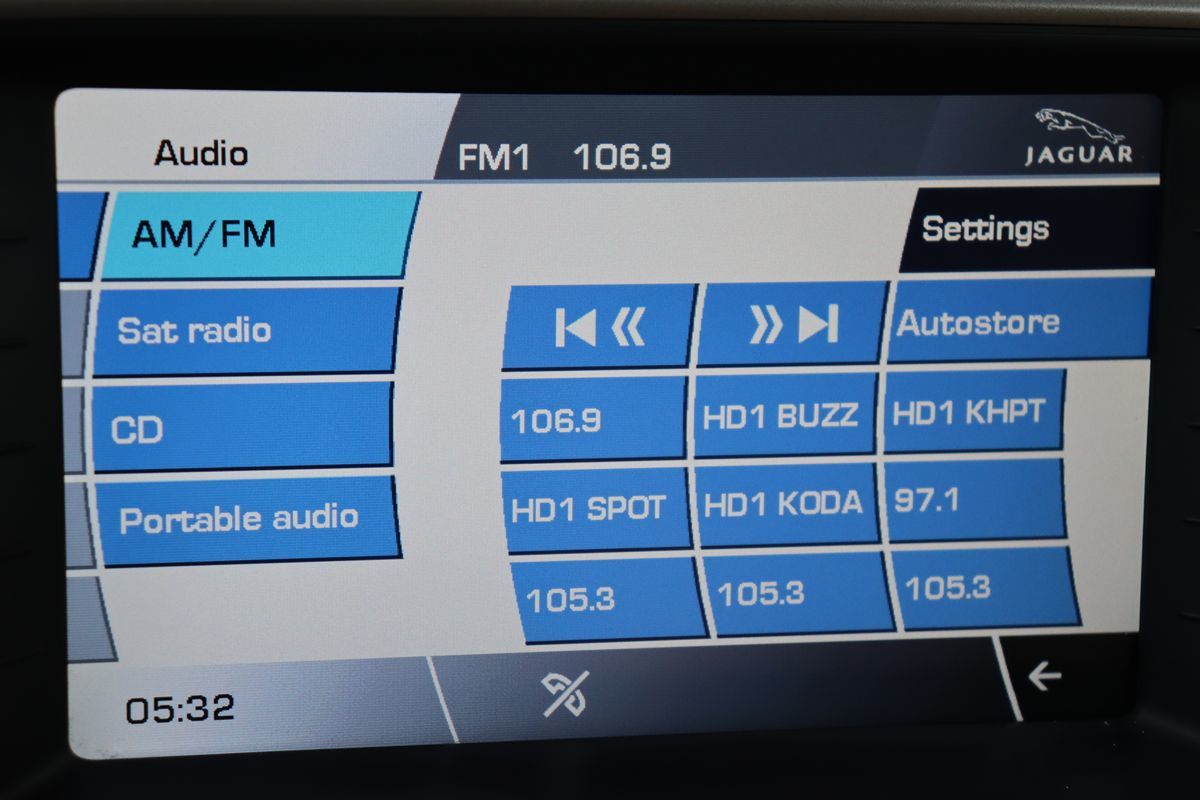 Audio
FM1 106.9
JAGUAR
AM/FM
Settings
Sat radio
Autostore
CD
106.9
HD1 BUZZ
HD1 KHPT
Portable audio
HD1 SPOT
HD1 KODA
97.1
105.3
105.3
105.3
05:32